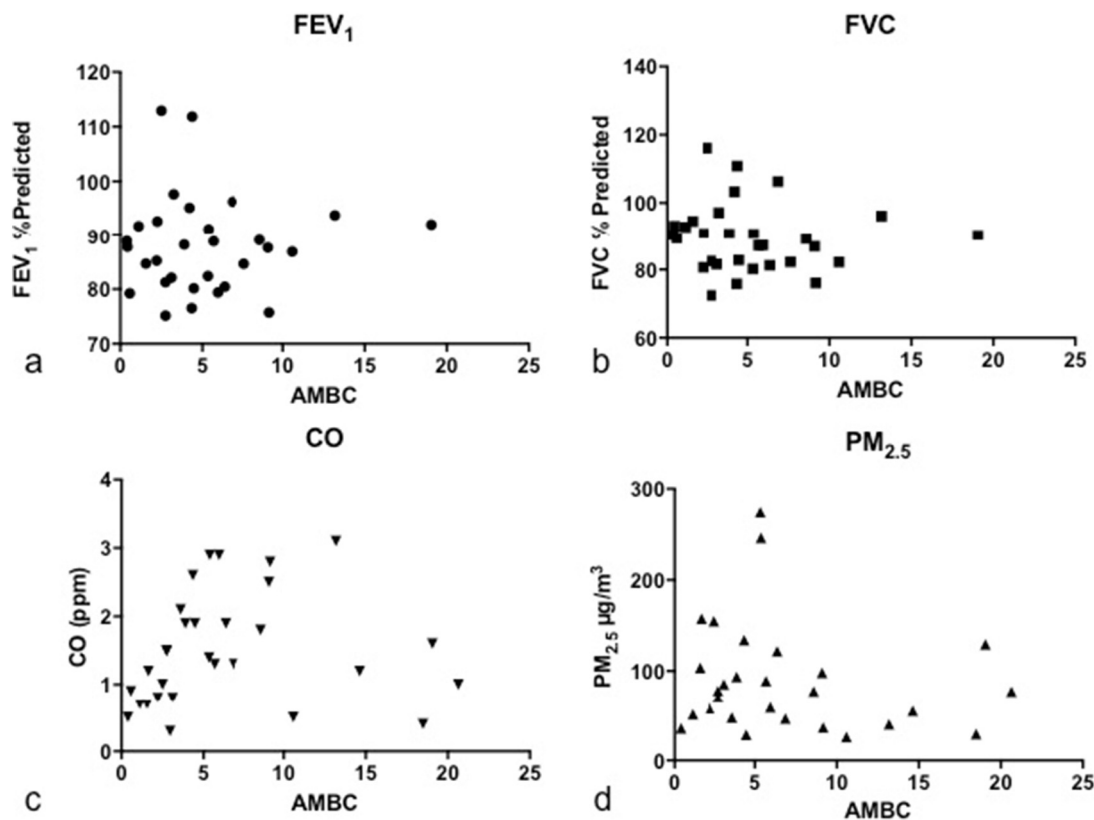 FEV₁
FEV₁ %Predicted
120
110
100
90
80
70
0 5 10 15 20 25
AMBC
a
FVC
FVC % Predicted
140
120
100
80
60
0 5 10 15 20 25
AMBC
b
CO
CO (ppm)
4
3
2
1
0
0 5 10 15 20 25
AMBC
c
PM₂.₅
PM₂.₅ µg/m³
300
200
100
0
0 5 10 15 20 25
AMBC
d